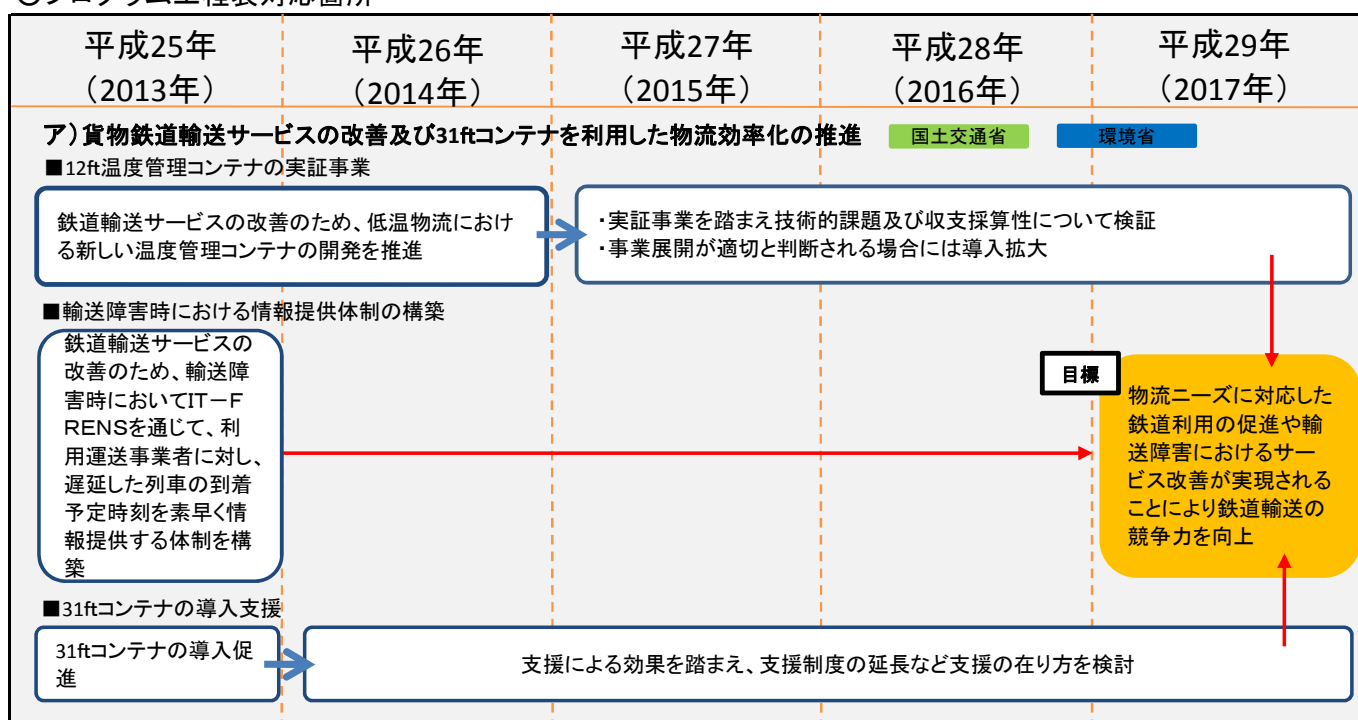 〇プログラム工程表対応箇所
平成25年
（2013年）
平成26年
（2014年）
平成27年
（2015年）
平成28年
（2016年）
平成29年
（2017年）
ア）貨物鉄道輸送サービスの改善及び31ftコンテナを利用した物流効率化の推進
国土交通省
環境省
■12ft温度管理コンテナの実証事業
鉄道輸送サービスの改善のため、低温物流におけ
る新しい温度管理コンテナの開発を推進
・実証事業を踏まえ技術的課題及び収支採算性について検証
・事業展開が適切と判断される場合には導入拡大
■輸送障害時における情報提供体制の構築
鉄道輸送サービスの
改善のため、輸送障
害時においてIT－F
RENSを通じて、利
用運送事業者に対し、
遅延した列車の到着
予定時刻を素早く情
報提供する体制を構
築
目標
物流ニーズに対応した
鉄道利用の促進や輸
送障害におけるサー
ビス改善が実現される
ことにより鉄道輸送の
競争力を向上
■31ftコンテナの導入支援
31ftコンテナの導入促
進
支援による効果を踏まえ、支援制度の延長など支援の在り方を検討